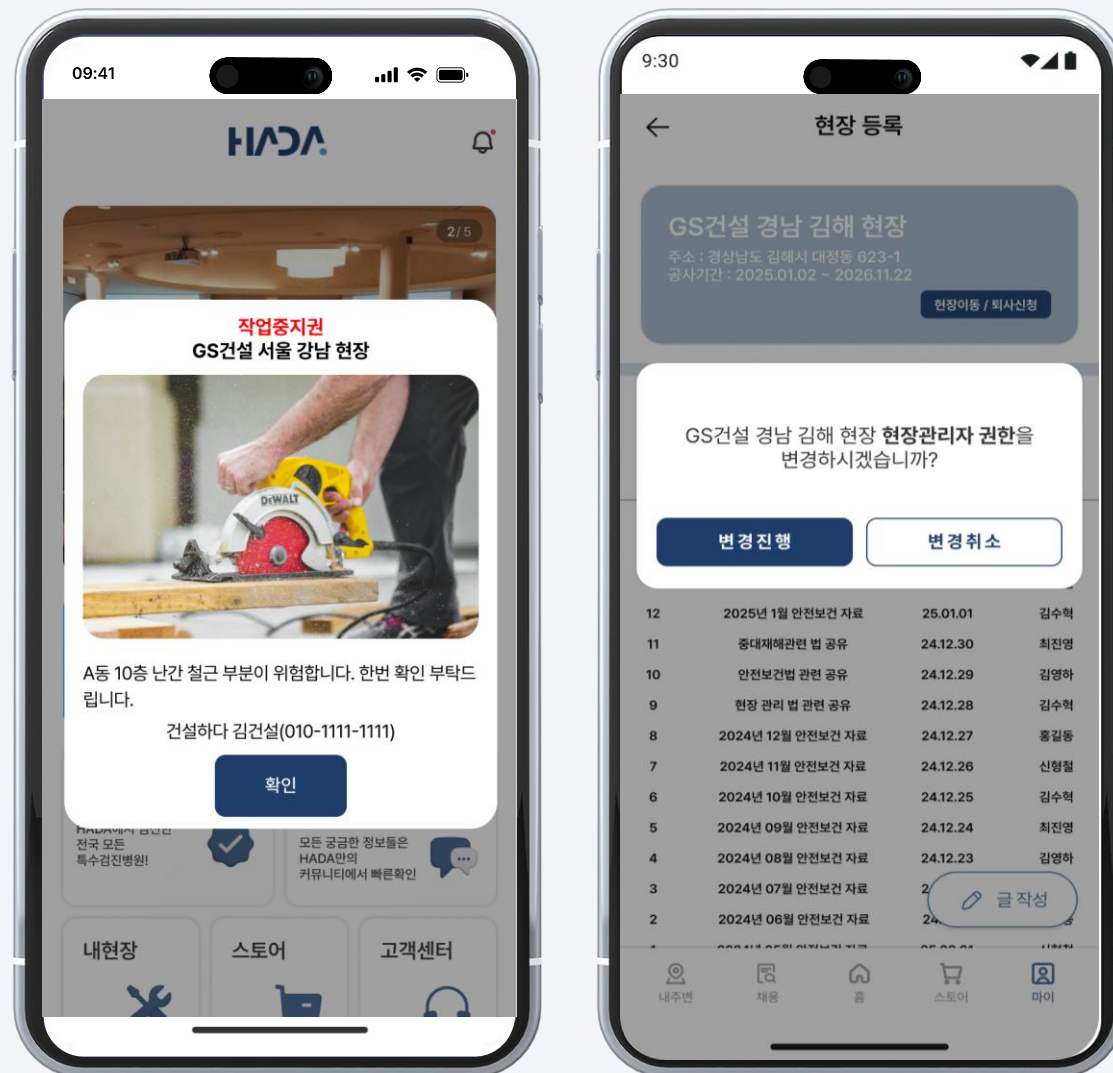 09:41
HADA
2/5
작업중지권
GS건설 서울 강남 현장
DEWALT
A동 10층 난간 철근 부분이 위험합니다. 한번 확인 부탁드
립니다.
건설하다 김건설(010-1111-1111)
확인
전국 모든
특수검진병원!
모든 궁금한 정보들은
HADA만의
커뮤니티에서 빠른확인
내현장
스토어
고객센터
9:30
현장 등록
GS건설 경남 김해 현장
주소 : 경상남도 김해시 대정동 623-1
공사기간 : 2025.01.02 ~ 2026.11.22
현장이동 / 퇴사신청
GS건설 경남 김해 현장 현장관리자 권한을
변경하시겠습니까?
변경진행 변경취소
12 2025년 1월 안전보건 자료 25.01.01 김수혁
11 중대재해관련 법 공유 24.12.30 최진영
10 안전보건법 관련 공유 24.12.29 김영하
9 현장 관리 법 관련 공유 24.12.28 김수혁
8 2024년 12월 안전보건 자료 24.12.27 홍길동
7 2024년 11월 안전보건 자료 24.12.26 신형철
6 2024년 10월 안전보건 자료 24.12.25 김수혁
5 2024년 09월 안전보건 자료 24.12.24 최진영
4 2024년 08월 안전보건 자료 24.12.23 김영하
3 2024년 07월 안전보건 자료
2 2024년 06월 안전보건 자료
글 작성
내주변 채용 홈 스토어 마이